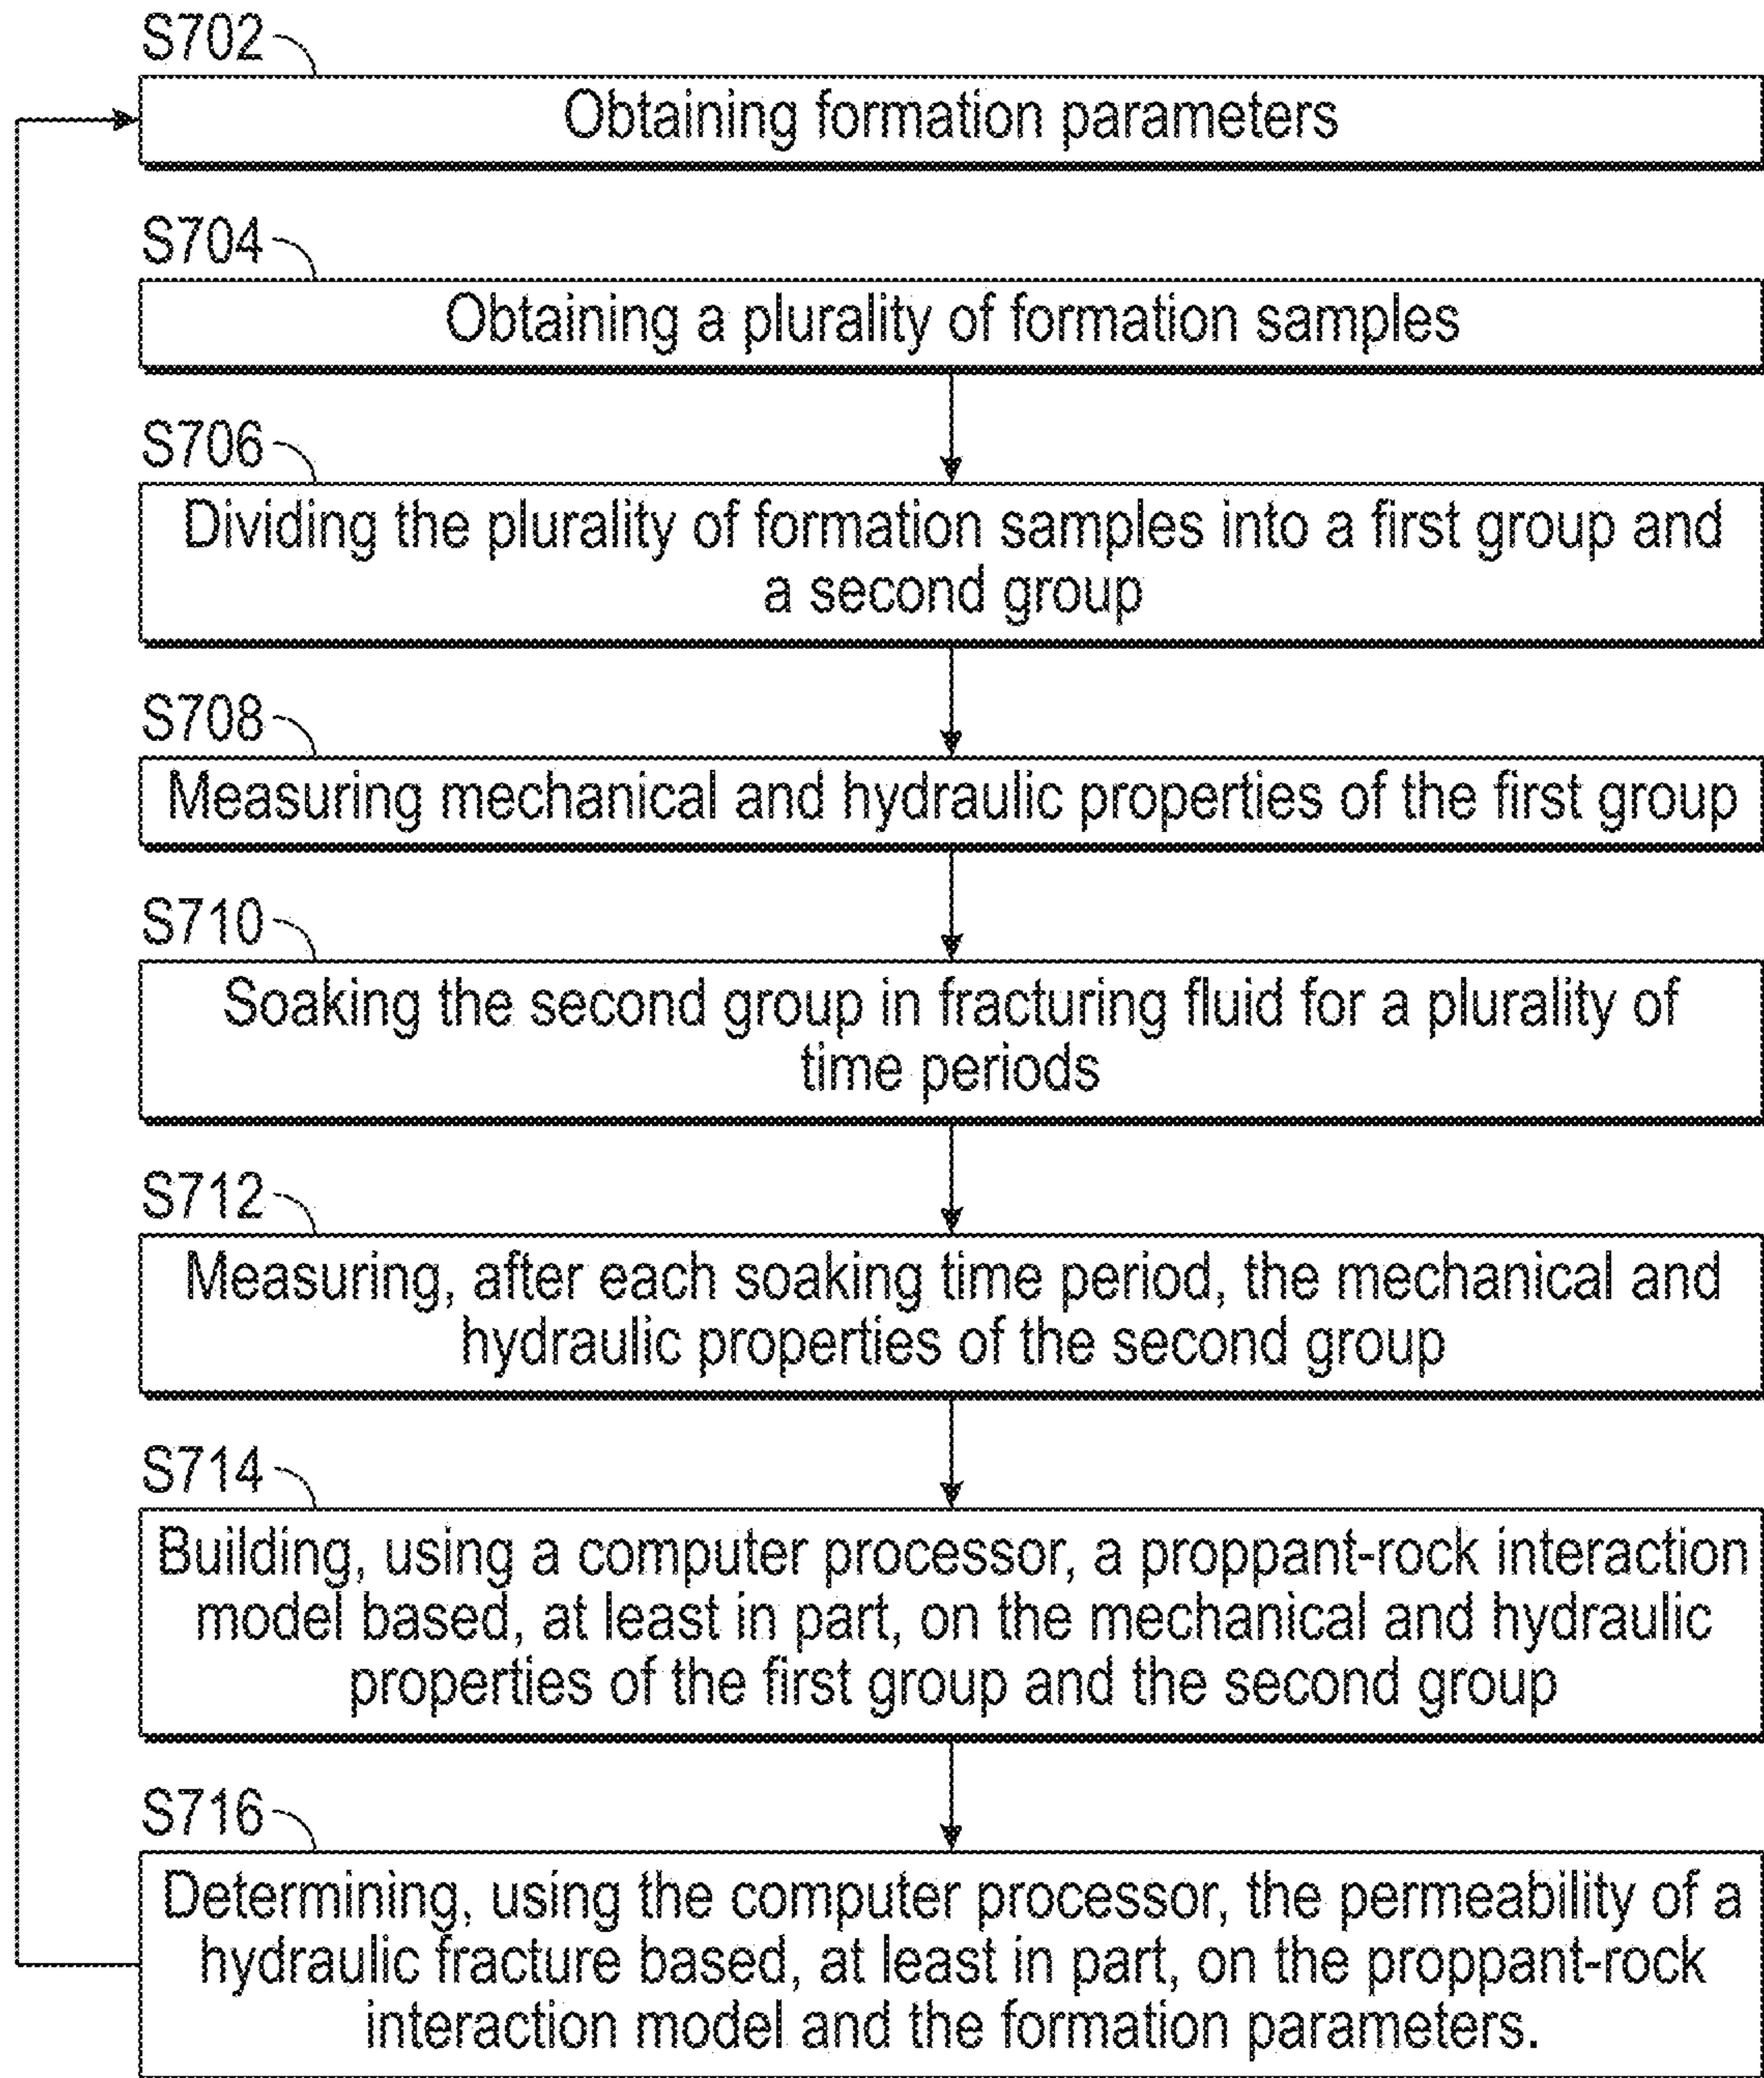 S702
Obtaining formation parameters
S704
Obtaining a plurality of formation samples
S706
Dividing the plurality of formation samples into a first group and
a second group
S708
Measuring mechanical and hydraulic properties of the first group
S710
Soaking the second group in fracturing fluid for a plurality of
time periods
S712
Measuring, after each soaking time period, the mechanical and
hydraulic properties of the second group
S714
Building, using a computer processor, a proppant-rock interaction
model based, at least in part, on the mechanical and hydraulic
properties of the first group and the second group
S716
Determining, using the computer processor, the permeability of a
hydraulic fracture based, at least in part, on the proppant-rock
interaction model and the formation parameters.